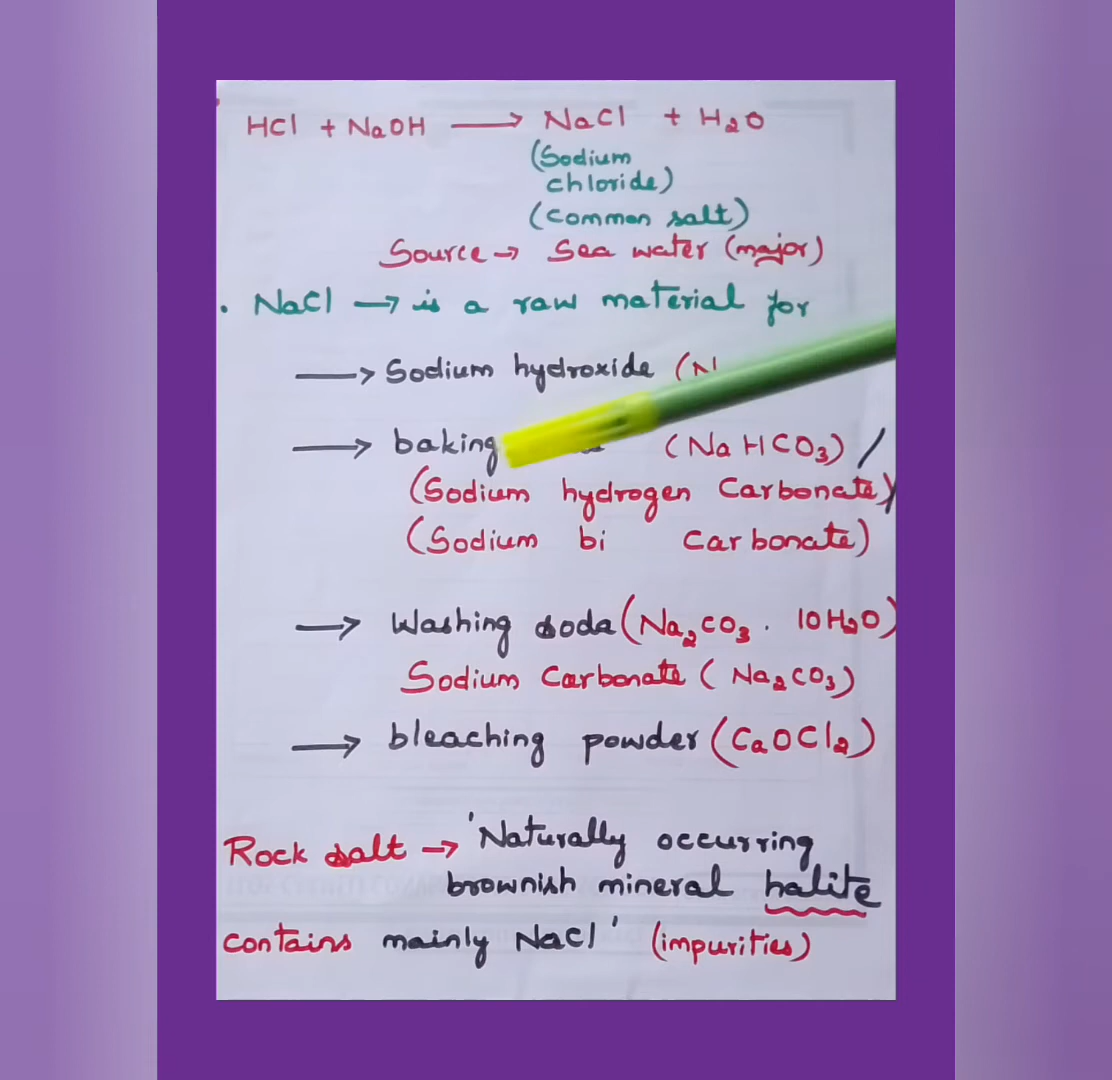 HCl + NaOH ⟶ NaCl + H₂O
(Sodium
chloride)
(common salt)
Source → Sea water (major)
. NaCl → is a raw material for
→ Sodium hydroxide (N
→ baking (NaHCO₃) /
(Sodium hydrogen Carbonate)/
(Sodium bi Carbonate)
→ Washing soda (Na₂CO₃ . 10H₂O)
Sodium Carbonate ( Na₂CO₃)
→ bleaching powder (CaOCl₂)
Rock salt → 'Naturally occurring
brownish mineral halite
contains mainly NaCl' (impurities)